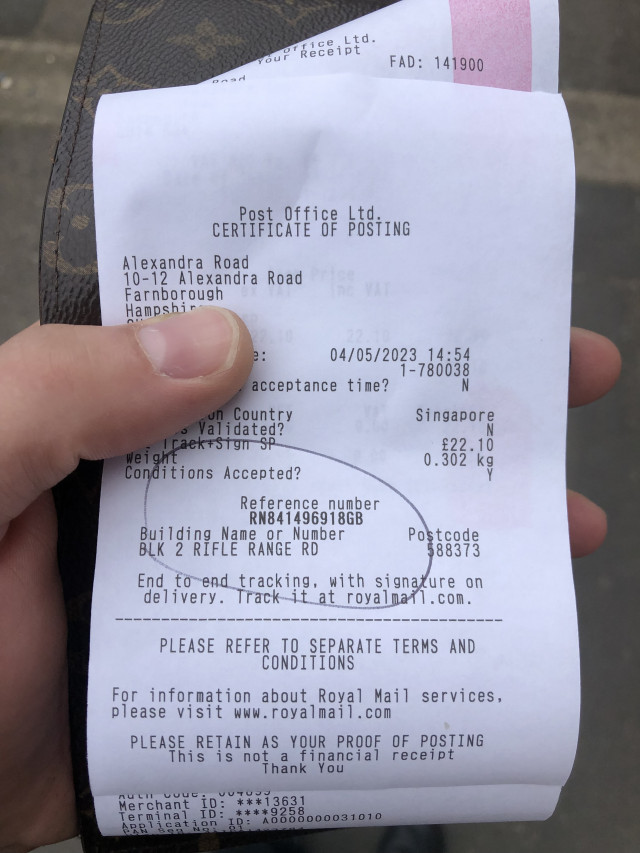 Office Ltd.
Your Receipt
FAD: 141900
Road
Post Office Ltd.
CERTIFICATE OF POSTING
Alexandra Road
10-12 Alexandra Road
Farnborough
04/05/2023 14:54
1-780038
acceptance time? N
Country Singapore
Validated? N
Track+Sign SP £22.10
Weight 0.302 kg
Conditions Accepted? Y
Reference number
RN841496918GB
Building Name or Number Postcode
BLK 2 RIFLE RANGE RD 588373
End to end tracking, with signature on
delivery. Track it at royalmail.com.
PLEASE REFER TO SEPARATE TERMS AND
CONDITIONS
For information about Royal Mail services,
please visit www.royalmail.com
PLEASE RETAIN AS YOUR PROOF OF POSTING
This is not a financial receipt
Thank You
Merchant ID: ***13631
Terminal ID: ****9258
Application ID: A0000000031010